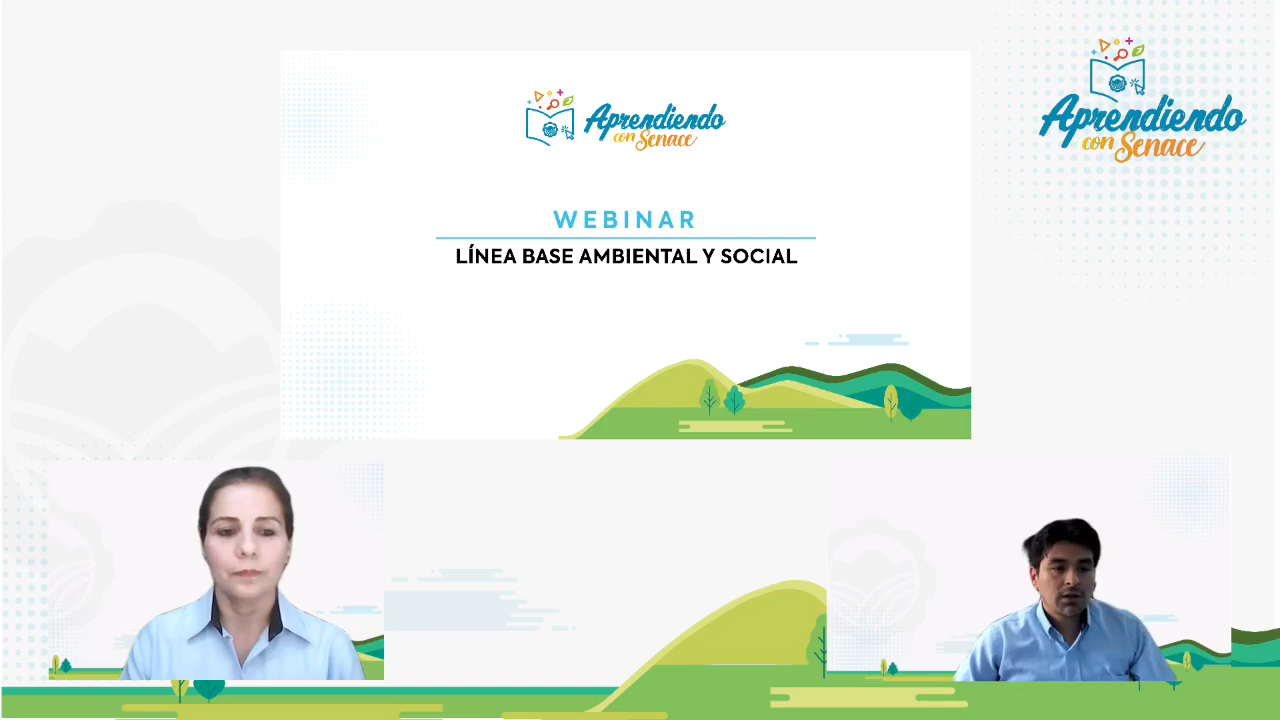 Aprendiendo
con Senace
WEBINAR
LÍNEA BASE AMBIENTAL Y SOCIAL
Aprendiendo
con Senace